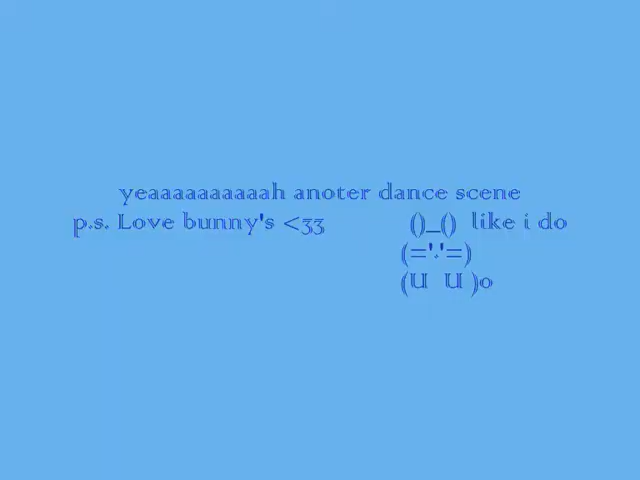 yeaaaaaaaaaah anoter dance scene
p.s. Love bunny's <33 ()_() like i do
(='.'=)
(U U )o